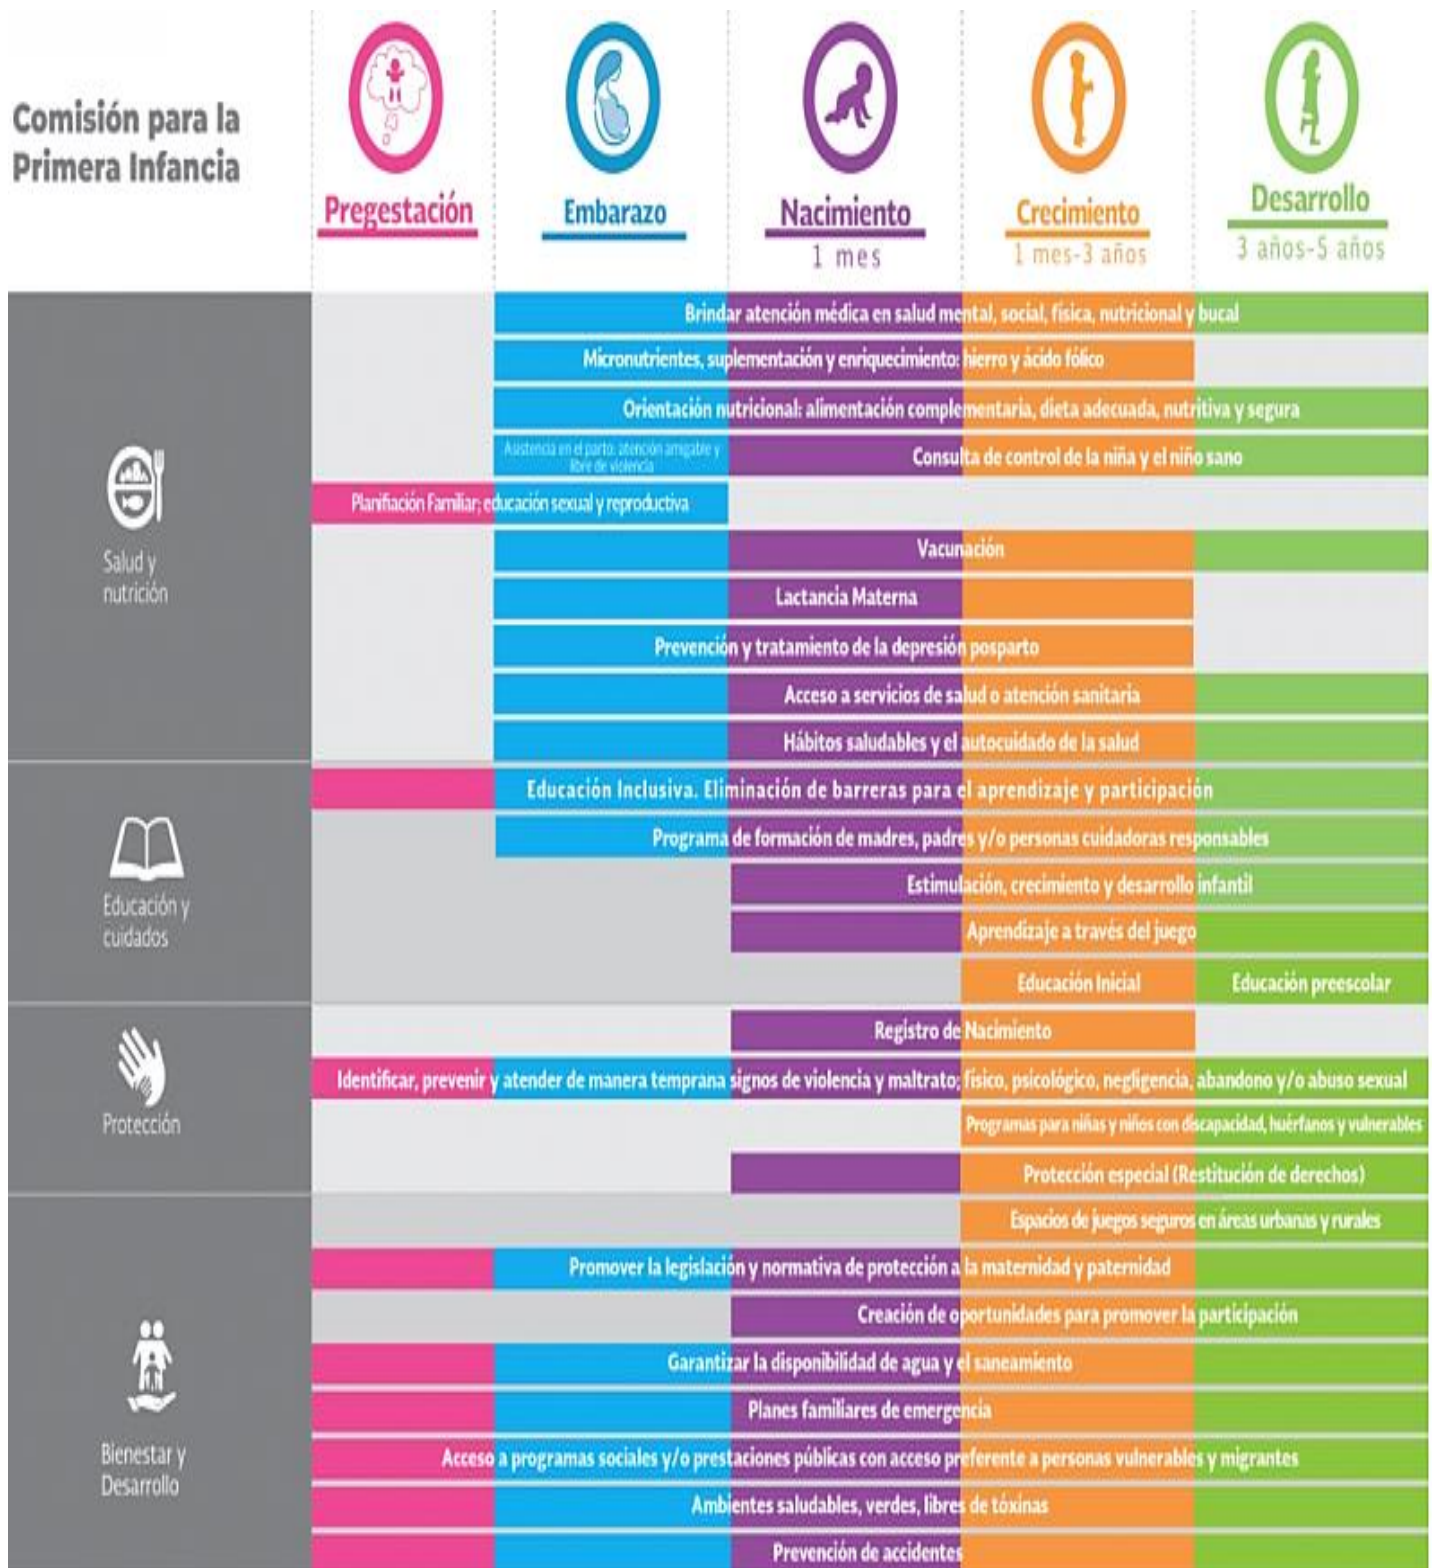 Comisión para la
Primera Infancia
Pregestación
Embarazo
Nacimiento
1 mes
Crecimiento
1 mes-3 años
Desarrollo
3 años-5 años
Salud y
nutrición
Brindar atención médica en salud mental, social, física, nutricional y bucal
Micronutrientes, suplementación y enriquecimiento: hierro y ácido fólico
Orientación nutricional: alimentación complementaria, dieta adecuada, nutritiva y segura
Asistencia en el parto: atención amigable y
libre de violencia
Consulta de control de la niña y el niño sano
Planifiación Familiar; educación sexual y reproductiva
Vacunación
Lactancia Materna
Prevención y tratamiento de la depresión posparto
Acceso a servicios de salud o atención sanitaria
Hábitos saludables y el autocuidado de la salud
Educación y
cuidados
Educación Inclusiva. Eliminación de barreras para el aprendizaje y participación
Programa de formación de madres, padres y/o personas cuidadoras responsables
Estimulación, crecimiento y desarrollo infantil
Aprendizaje a través del juego
Educación Inicial
Educación preescolar
Protección
Registro de Nacimiento
Identificar, prevenir y atender de manera temprana signos de violencia y maltrato; físico, psicológico, negligencia, abandono y/o abuso sexual
Programas para niñas y niños con discapacidad, huérfanos y vulnerables
Protección especial (Restitución de derechos)
Bienestar y
Desarrollo
Espacios de juegos seguros en áreas urbanas y rurales
Promover la legislación y normativa de protección a la maternidad y paternidad
Creación de oportunidades para promover la participación
Garantizar la disponibilidad de agua y el saneamiento
Planes familiares de emergencia
Acceso a programas sociales y/o prestaciones públicas con acceso preferente a personas vulnerables y migrantes
Ambientes saludables, verdes, libres de tóxinas
Prevención de accidentes